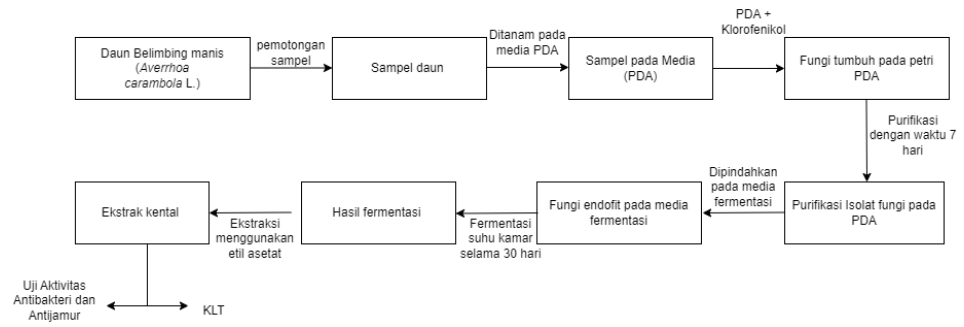 Daun Belimbing manis
(Averrhoa
carambola L.)
pemotongan
sampel
Sampel daun
Ditanam pada
media PDA
Sampel pada Media
(PDA)
PDA +
Klorofenikol
Fungi tumbuh pada petri
PDA
Purifikasi
dengan waktu 7
hari
Purifikasi Isolat fungi pada
PDA
Dipindahkan
pada media
fermentasi
Fungi endofit pada media
fermentasi
Fermentasi
suhu kamar
selama 30 hari
Hasil fermentasi
Ekstraksi
menggunakan
etil asetat
Ekstrak kental
Uji Aktivitas
Antibakteri dan
Antijamur
KLT